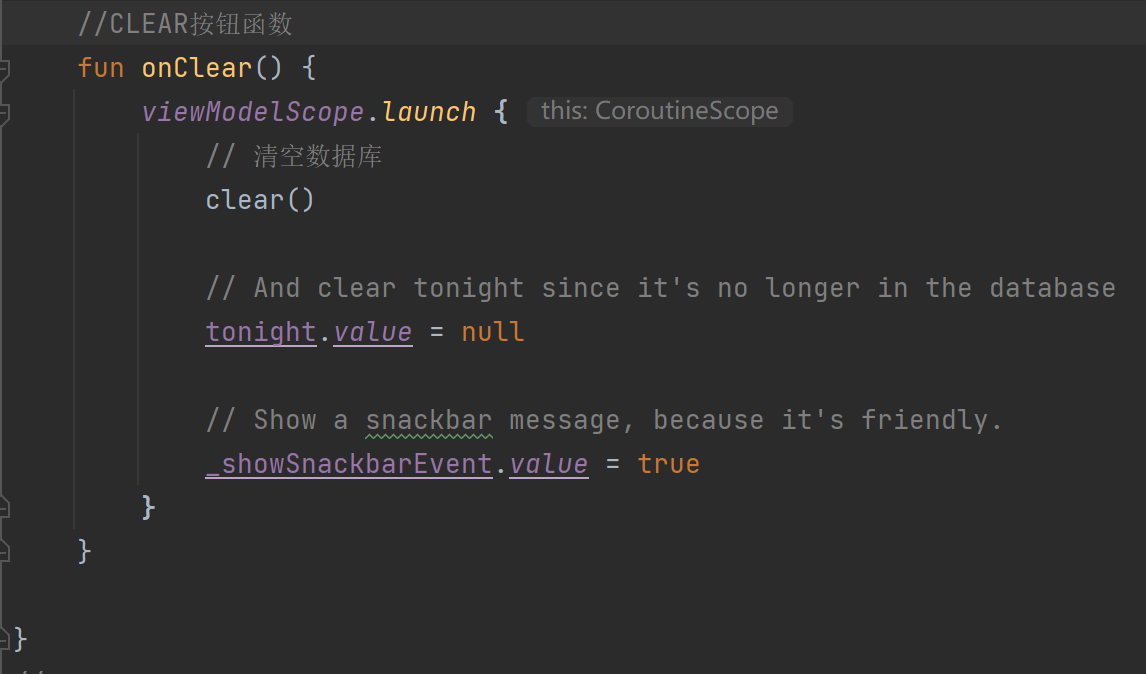 //CLEAR按钮函数
fun onClear() {
viewModelScope.launch { this: CoroutineScope
// 清空数据库
clear()
// And clear tonight since it's no longer in the database
tonight.value = null
// Show a snackbar message, because it's friendly.
_showSnackbarEvent.value = true
}
}
}
//